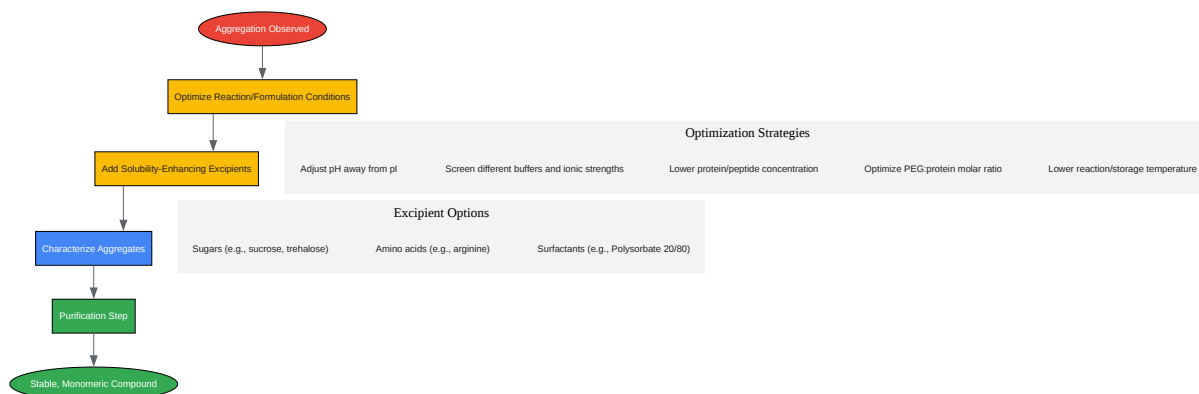 Aggregation Observed
Optimize Reaction/Formulation Conditions
Optimization Strategies
Add Solubility-Enhancing Excipients
Adjust pH away from pI
Screen different buffers and ionic strengths
Lower protein/peptide concentration
Optimize PEG:protein molar ratio
Lower reaction/storage temperature
Excipient Options
Characterize Aggregates
Sugars (e.g., sucrose, trehalose)
Amino acids (e.g., arginine)
Surfactants (e.g., Polysorbate 20/80)
Purification Step
Stable, Monomeric Compound